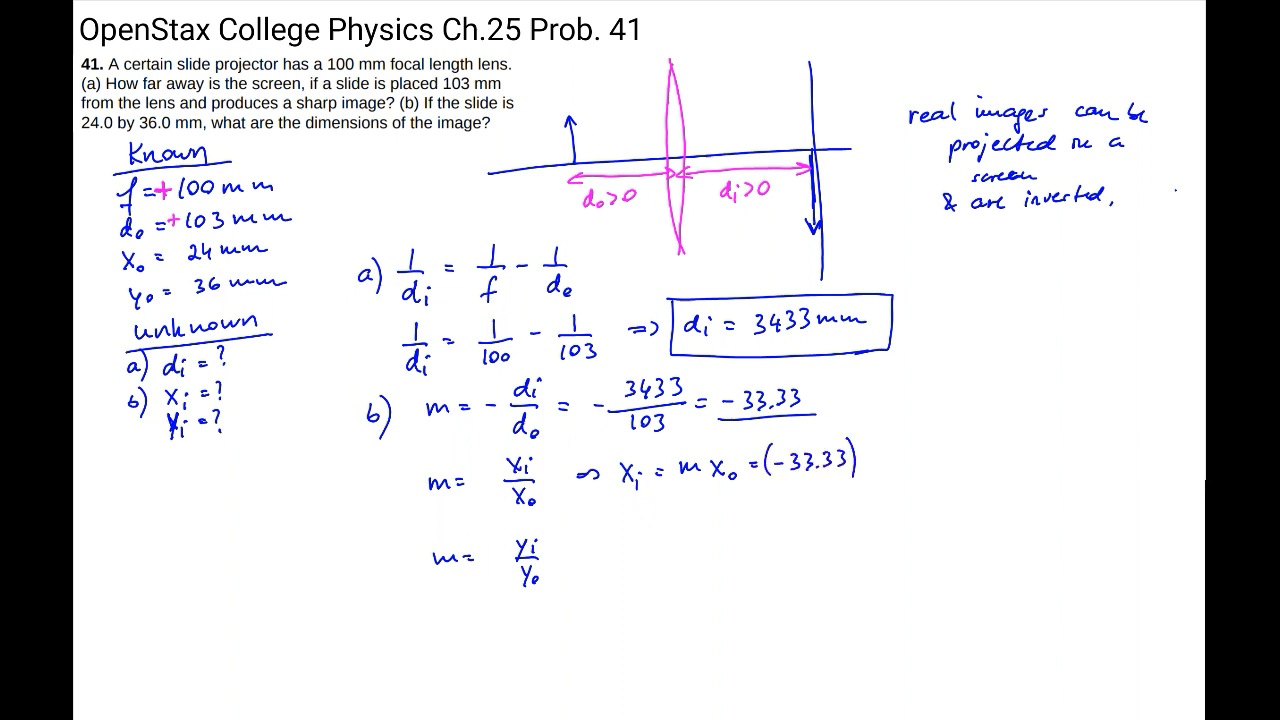 OpenStax College Physics Ch.25 Prob. 41
41. A certain slide projector has a 100 mm focal length lens.
(a) How far away is the screen, if a slide is placed 103 mm
from the lens and produces a sharp image? (b) If the slide is
24.0 by 36.0 mm, what are the dimensions of the image?
Known
f = +100 mm
do = +103 mm
xo = 24 mm
yo = 36 mm
unknown
a) di = ?
b) xi = ?
yi = ?
do>0
di>0
real images can be
projected on a
screen
& are inverted.
a) 1/di = 1/f - 1/do
1/di = 1/100 - 1/103 => di = 3433 mm
b) m = - di/do = - 3433/103 = -33.33
m = xi/xo => xi = m xo = (-33.33)
m = yi/yo